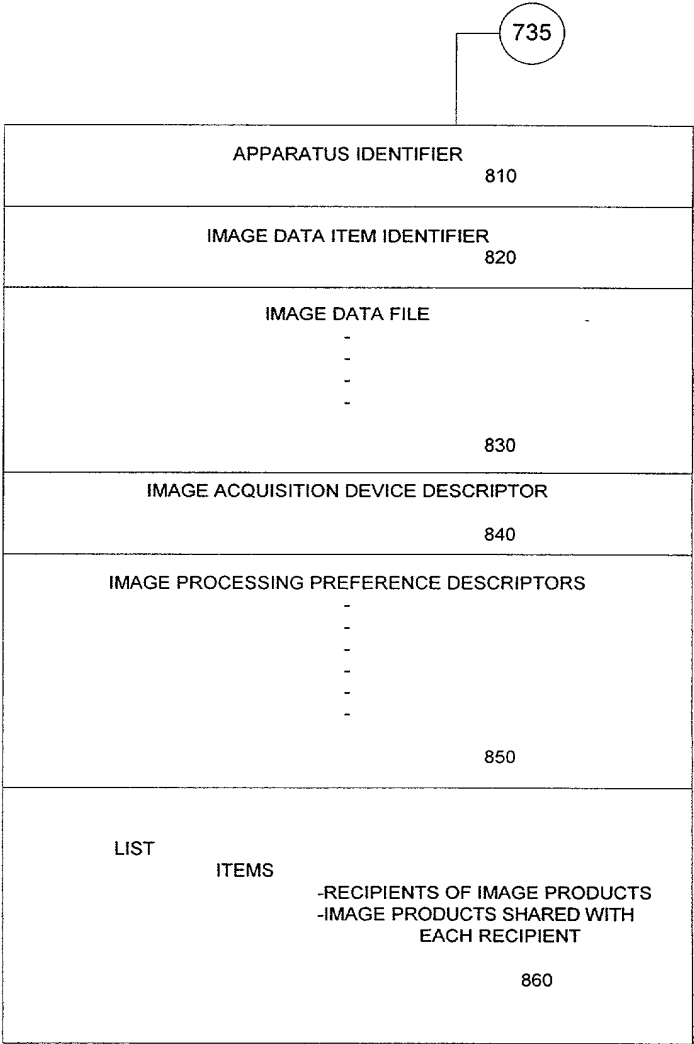 735
APPARATUS IDENTIFIER
810
IMAGE DATA ITEM IDENTIFIER
820
IMAGE DATA FILE
-
-
-
-
830
IMAGE ACQUISITION DEVICE DESCRIPTOR
840
IMAGE PROCESSING PREFERENCE DESCRIPTORS
-
-
-
-
-
-
850
LIST
ITEMS
-RECIPIENTS OF IMAGE PRODUCTS
-IMAGE PRODUCTS SHARED WITH
EACH RECIPIENT
860